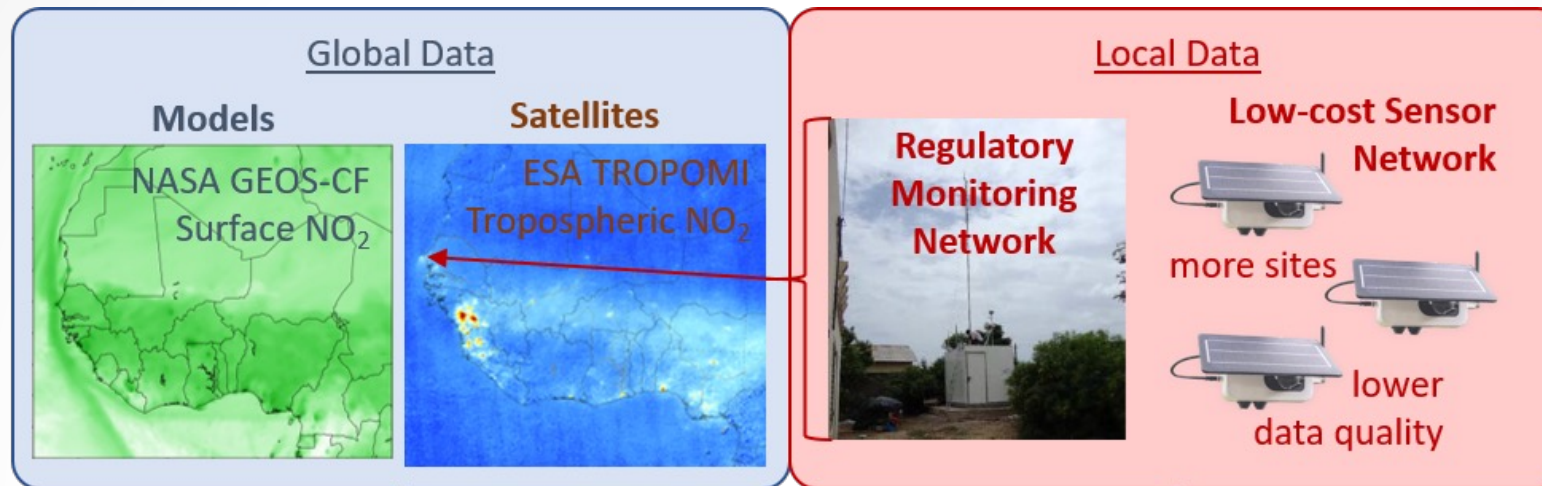 Global Data
Models
NASA GEOS-CF
Surface NO₂
Satellites
ESA TROPOMI
Tropospheric NO₂
Local Data
Regulatory
Monitoring
Network
Low-cost Sensor
Network
more sites
lower
data quality